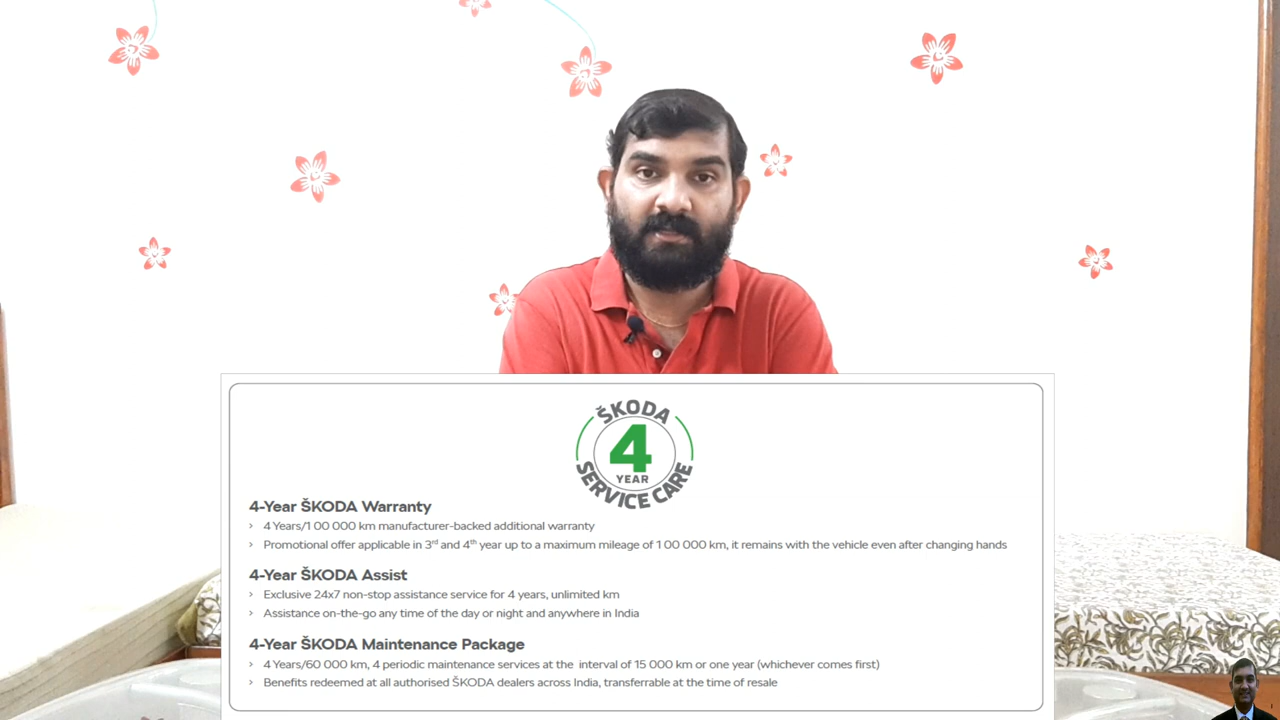 ŠKODA
4
YEAR
SERVICE CARE
4-Year ŠKODA Warranty
› 4 Years/1 00 000 km manufacturer-backed additional warranty
› Promotional offer applicable in 3rd and 4th year up to a maximum mileage of 1 00 000 km, it remains with the vehicle even after changing hands
4-Year ŠKODA Assist
› Exclusive 24x7 non-stop assistance service for 4 years, unlimited km
› Assistance on-the-go any time of the day or night and anywhere in India
4-Year ŠKODA Maintenance Package
› 4 Years/60 000 km, 4 periodic maintenance services at the interval of 15 000 km or one year (whichever comes first)
› Benefits redeemed at all authorised ŠKODA dealers across India, transferrable at the time of resale